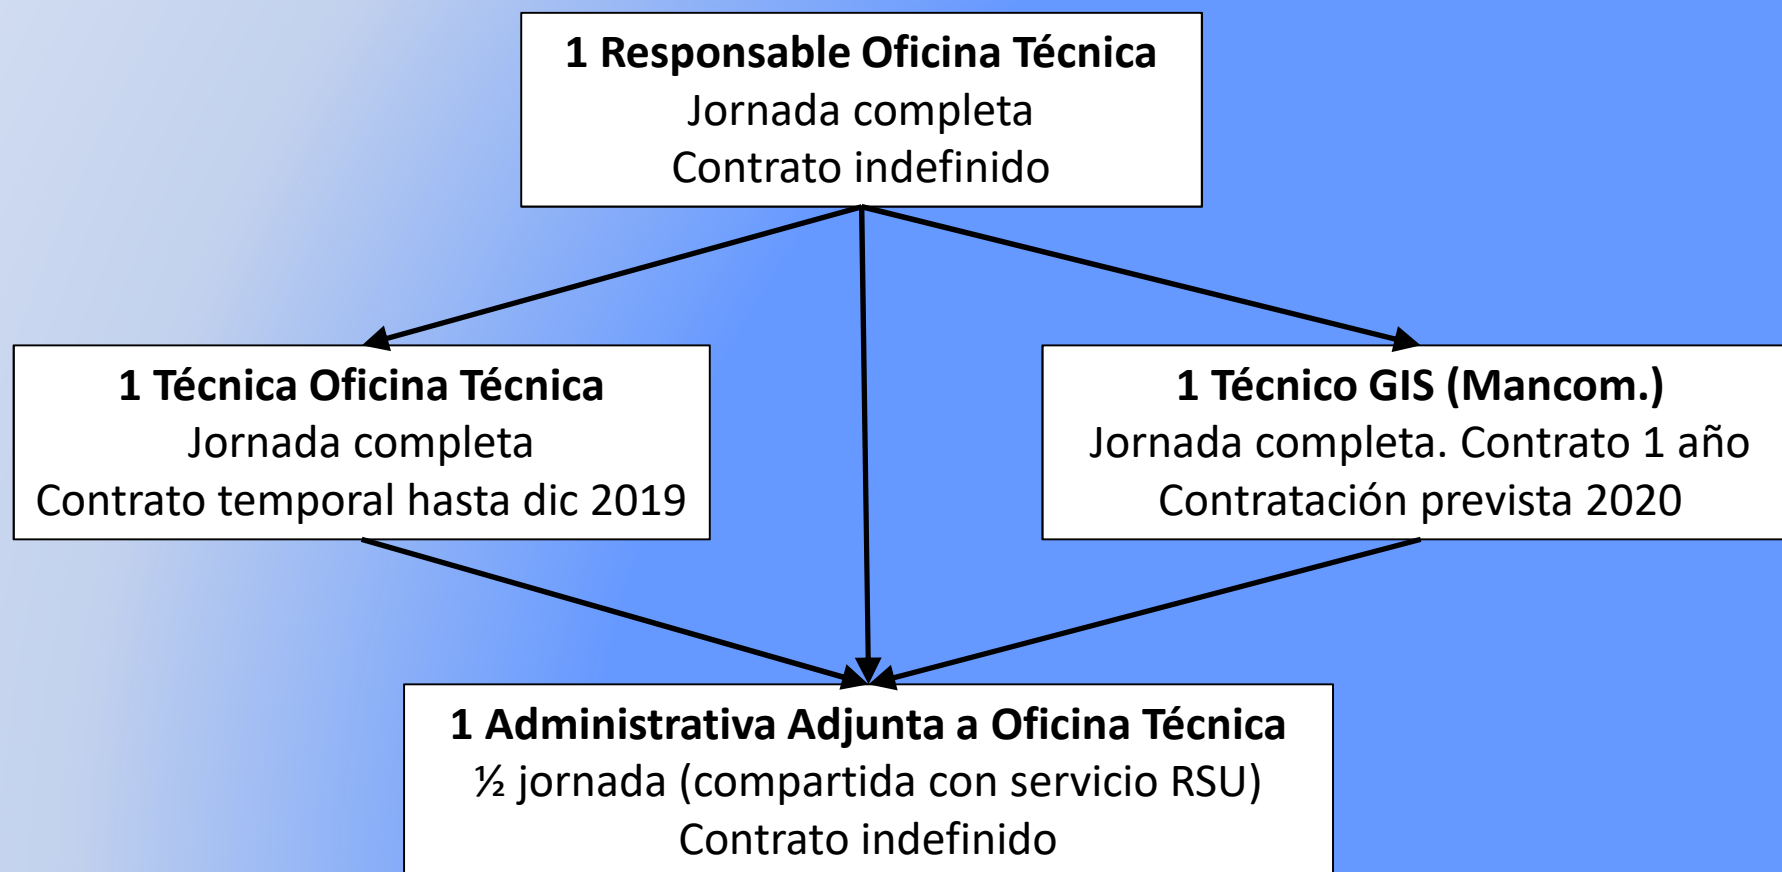 1 Responsable Oficina Técnica
Jornada completa
Contrato indefinido
1 Técnica Oficina Técnica
Jornada completa
Contrato temporal hasta dic 2019
1 Técnico GIS (Mancom.)
Jornada completa. Contrato 1 año
Contratación prevista 2020
1 Administrativa Adjunta a Oficina Técnica
½ jornada (compartida con servicio RSU)
Contrato indefinido